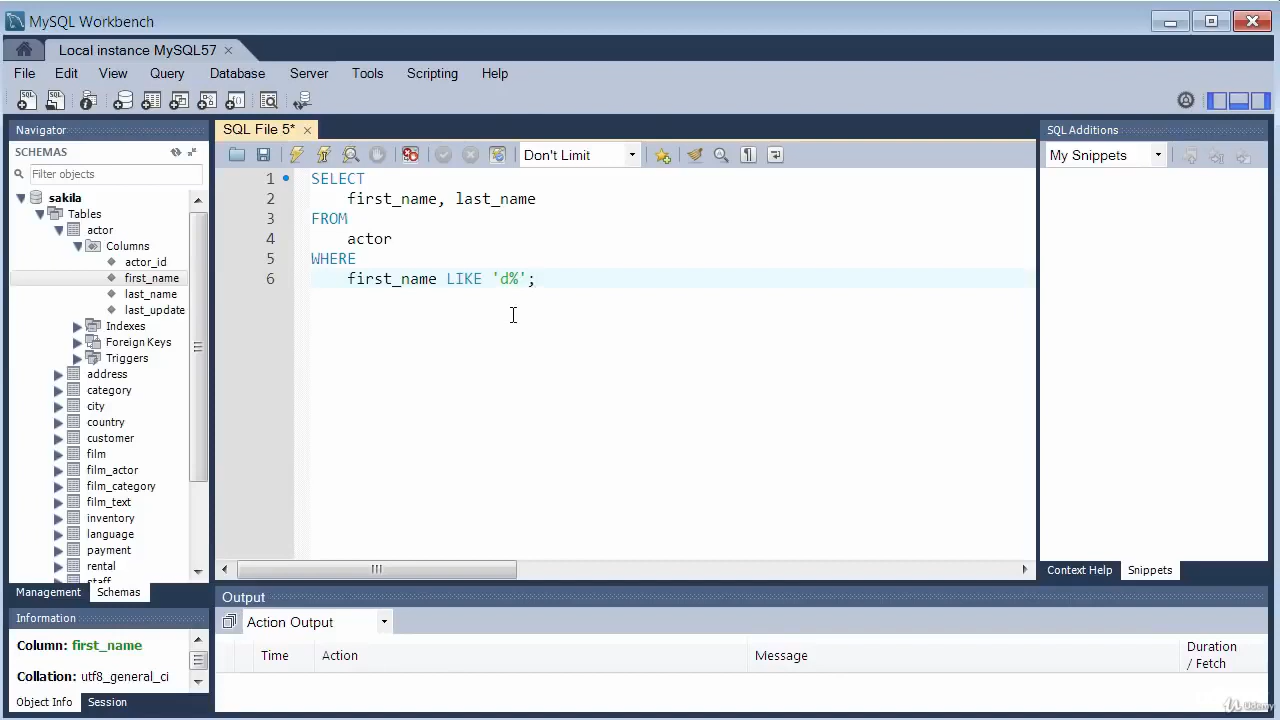 MySQL Workbench
Local instance MySQL57
File Edit View Query Database Server Tools Scripting Help
Navigator
SCHEMAS
Filter objects
sakila
Tables
actor
Columns
actor_id
first_name
last_name
last_update
Indexes
Foreign Keys
Triggers
address
category
city
country
customer
film
film_actor
film_category
film_text
inventory
language
payment
rental
staff
Management Schemas
Information
Column: first_name
Collation: utf8_general_ci
Object Info Session
SQL File 5*
Don't Limit
1 SELECT
2 first_name, last_name
3 FROM
4 actor
5 WHERE
6 first_name LIKE 'd%';
SQL Additions
My Snippets
Context Help Snippets
Output
Action Output
Time Action Message Duration / Fetch
Udemy